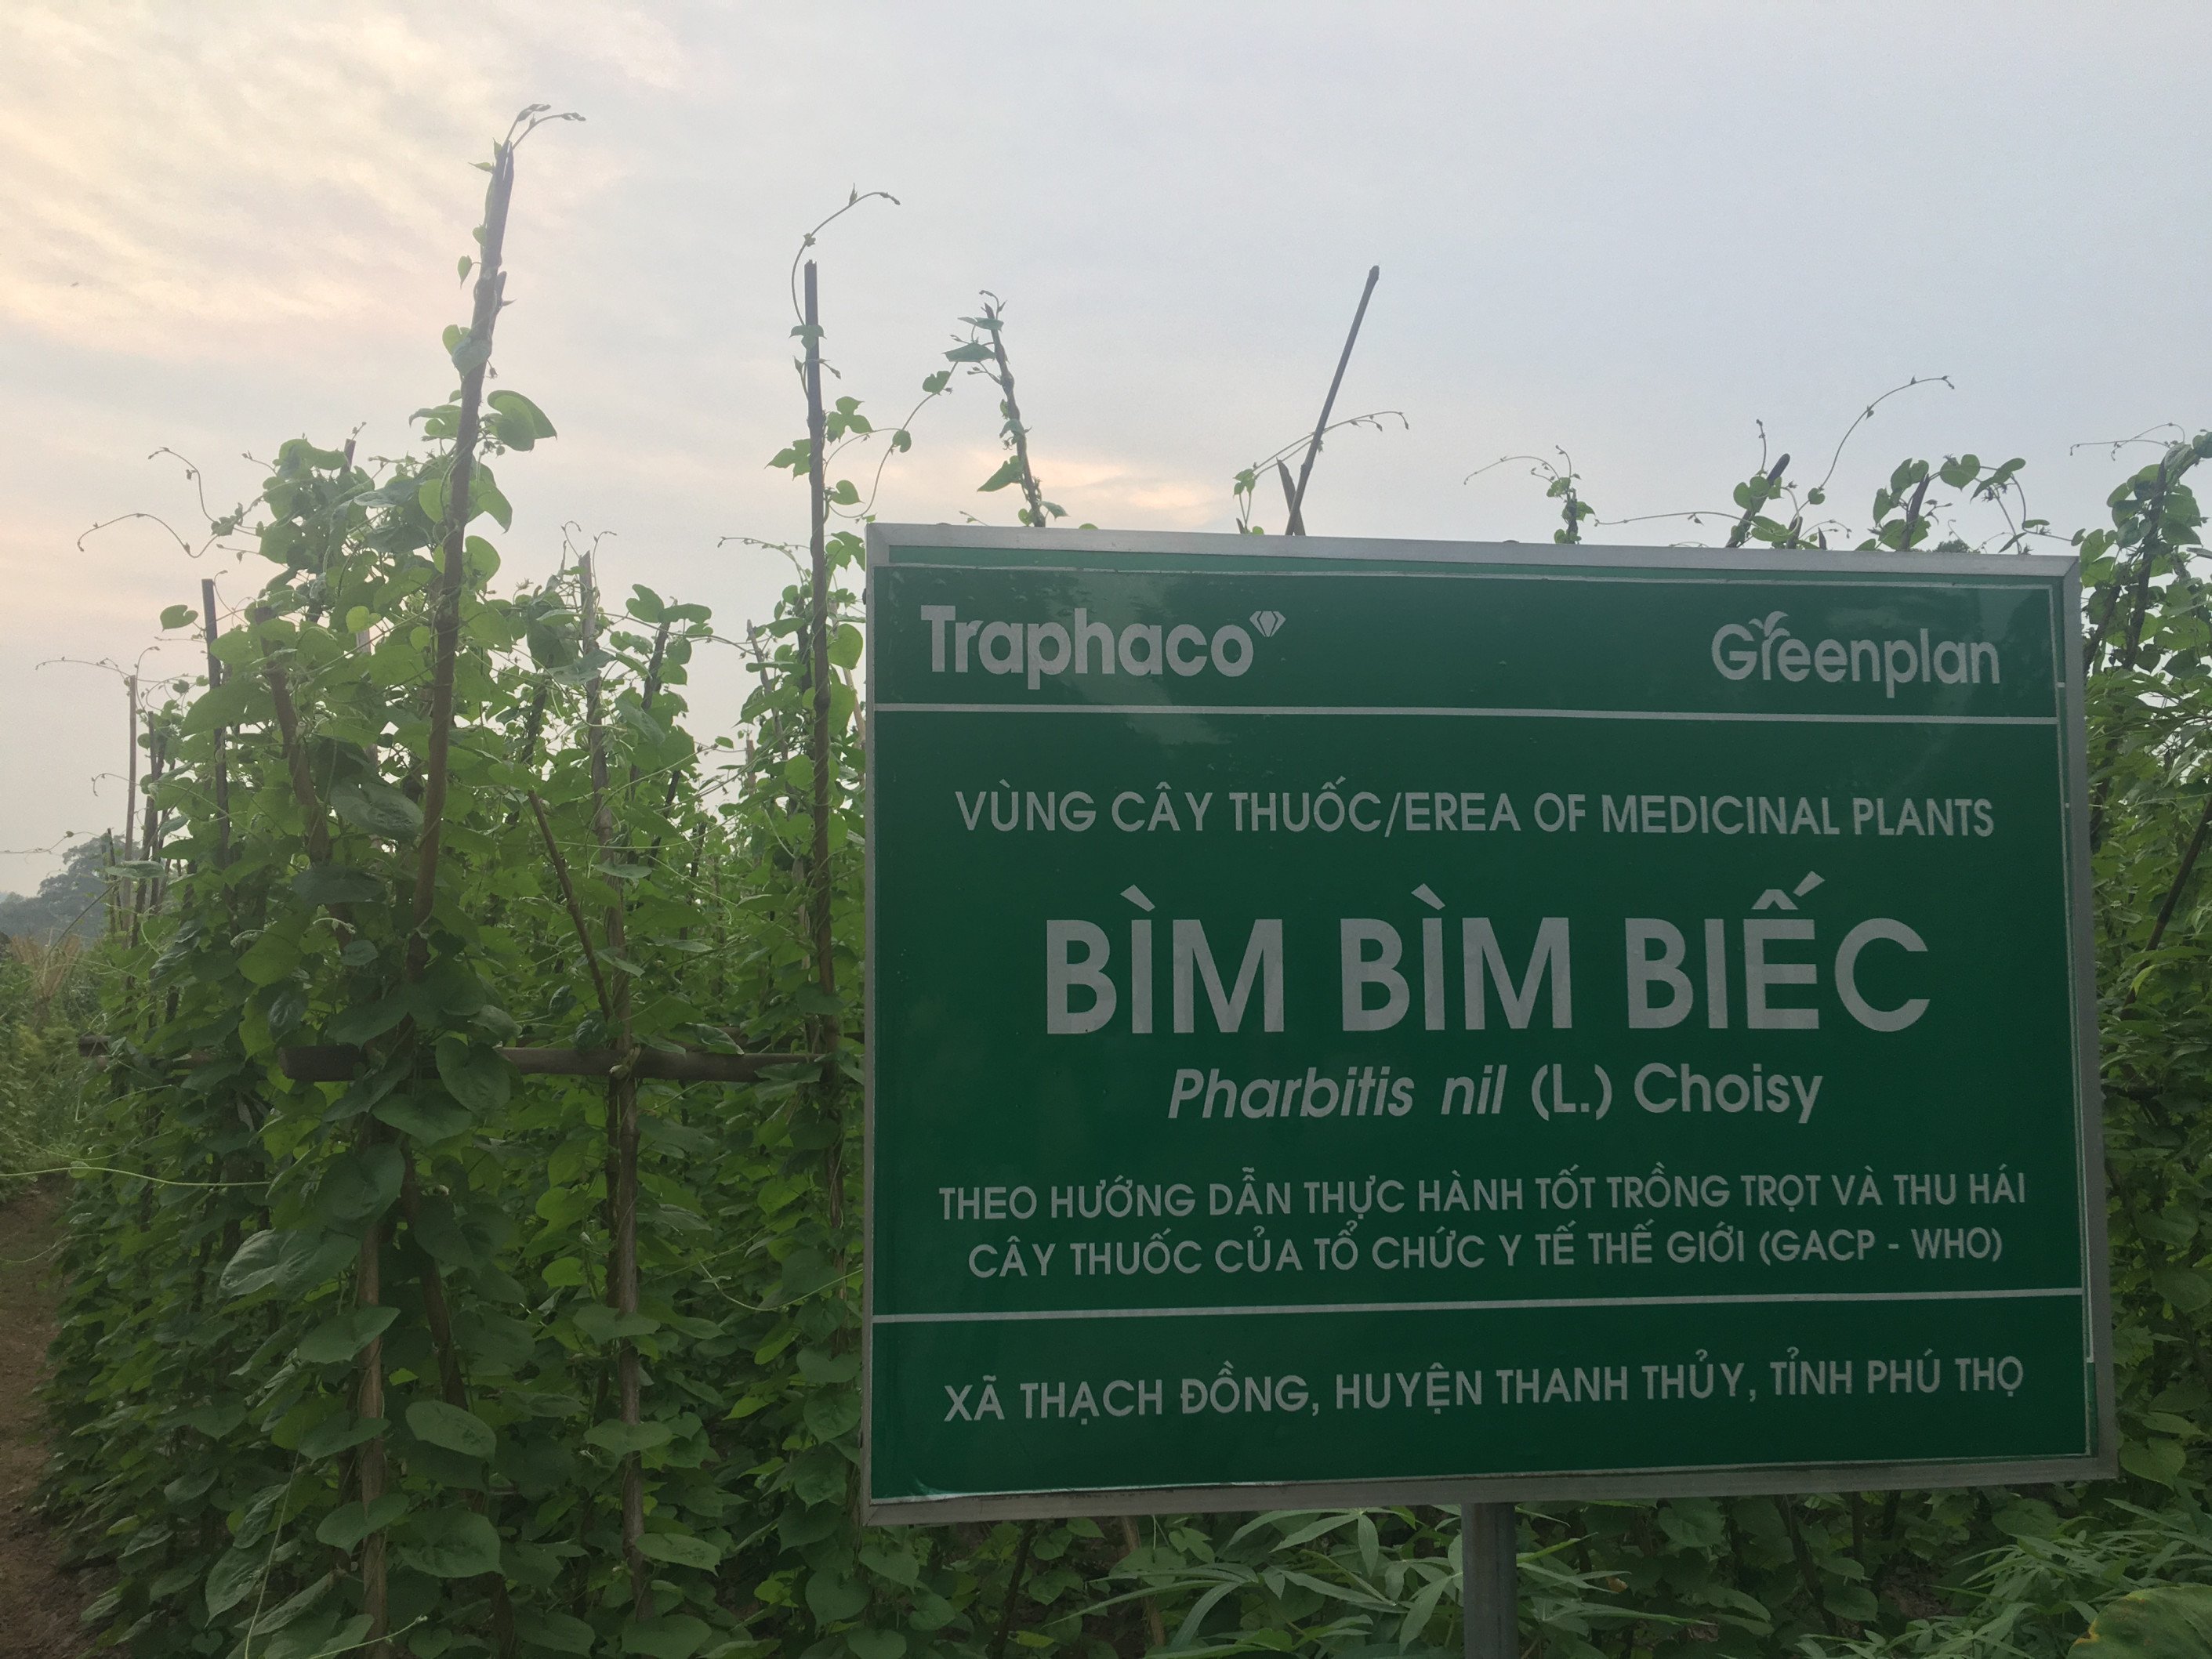 Traphaco
Greenplan
VÙNG CÂY THUỐC/EREA OF MEDICINAL PLANTS
BÌM BÌM BIẾC
Pharbitis nil (L.) Choisy
THEO HƯỚNG DẪN THỰC HÀNH TỐT TRỒNG TRỌT VÀ THU HÁI
CÂY THUỐC CỦA TỔ CHỨC Y TẾ THẾ GIỚI (GACP - WHO)
XÃ THẠCH ĐỒNG, HUYỆN THANH THỦY, TỈNH PHÚ THỌ